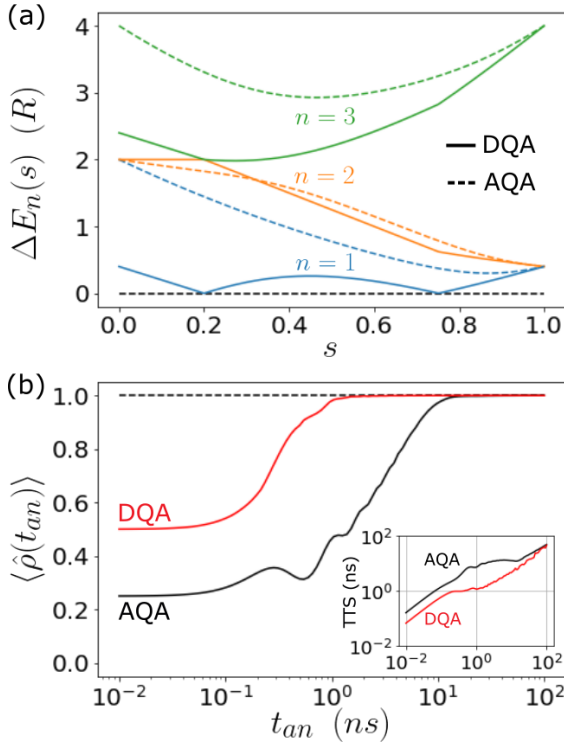 (a)
ΔE_n(s) (R)
4
3
2
1
0
n = 3
n = 2
n = 1
DQA
AQA
0.0 0.2 0.4 0.6 0.8 1.0
s
(b)
⟨ρ̂(t_an)⟩
1.0
0.8
0.6
0.4
0.2
0.0
DQA
AQA
TTS (ns)
10^2
10^0
10^−2
AQA
DQA
10^−2 10^0 10^2
10^−2 10^−1 10^0 10^1 10^2
t_an (ns)